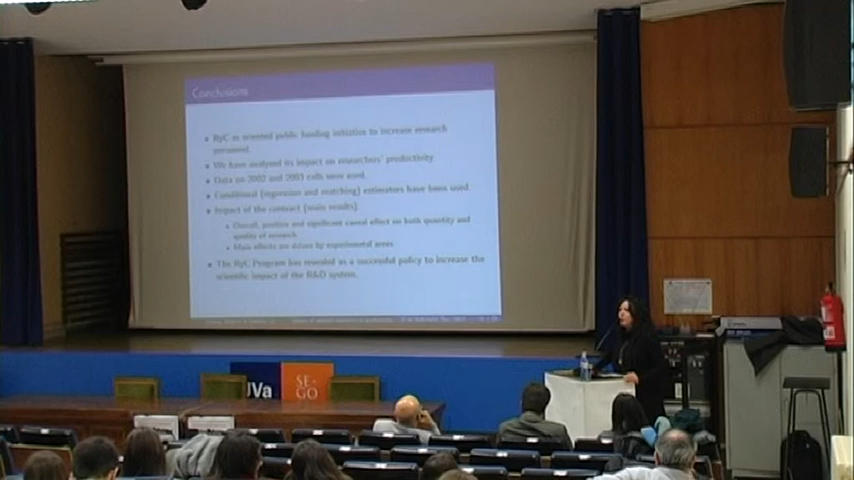 Conclusions
RyC as oriented public funding initiative to increase research
personnel.
We have analyzed its impact on researchers' productivity
Data on 2002 and 2003 calls were used.
Conditional (regression and matching) estimators have been used.
Impact of the contract (main results).
Overall, positive and significant causal effect on both quantity and
quality of research.
Main effects are driven by experimental areas
The RyC Program has revealed as a successful policy to increase the
scientific impact of the R&D system.
UVa
SE-
GO